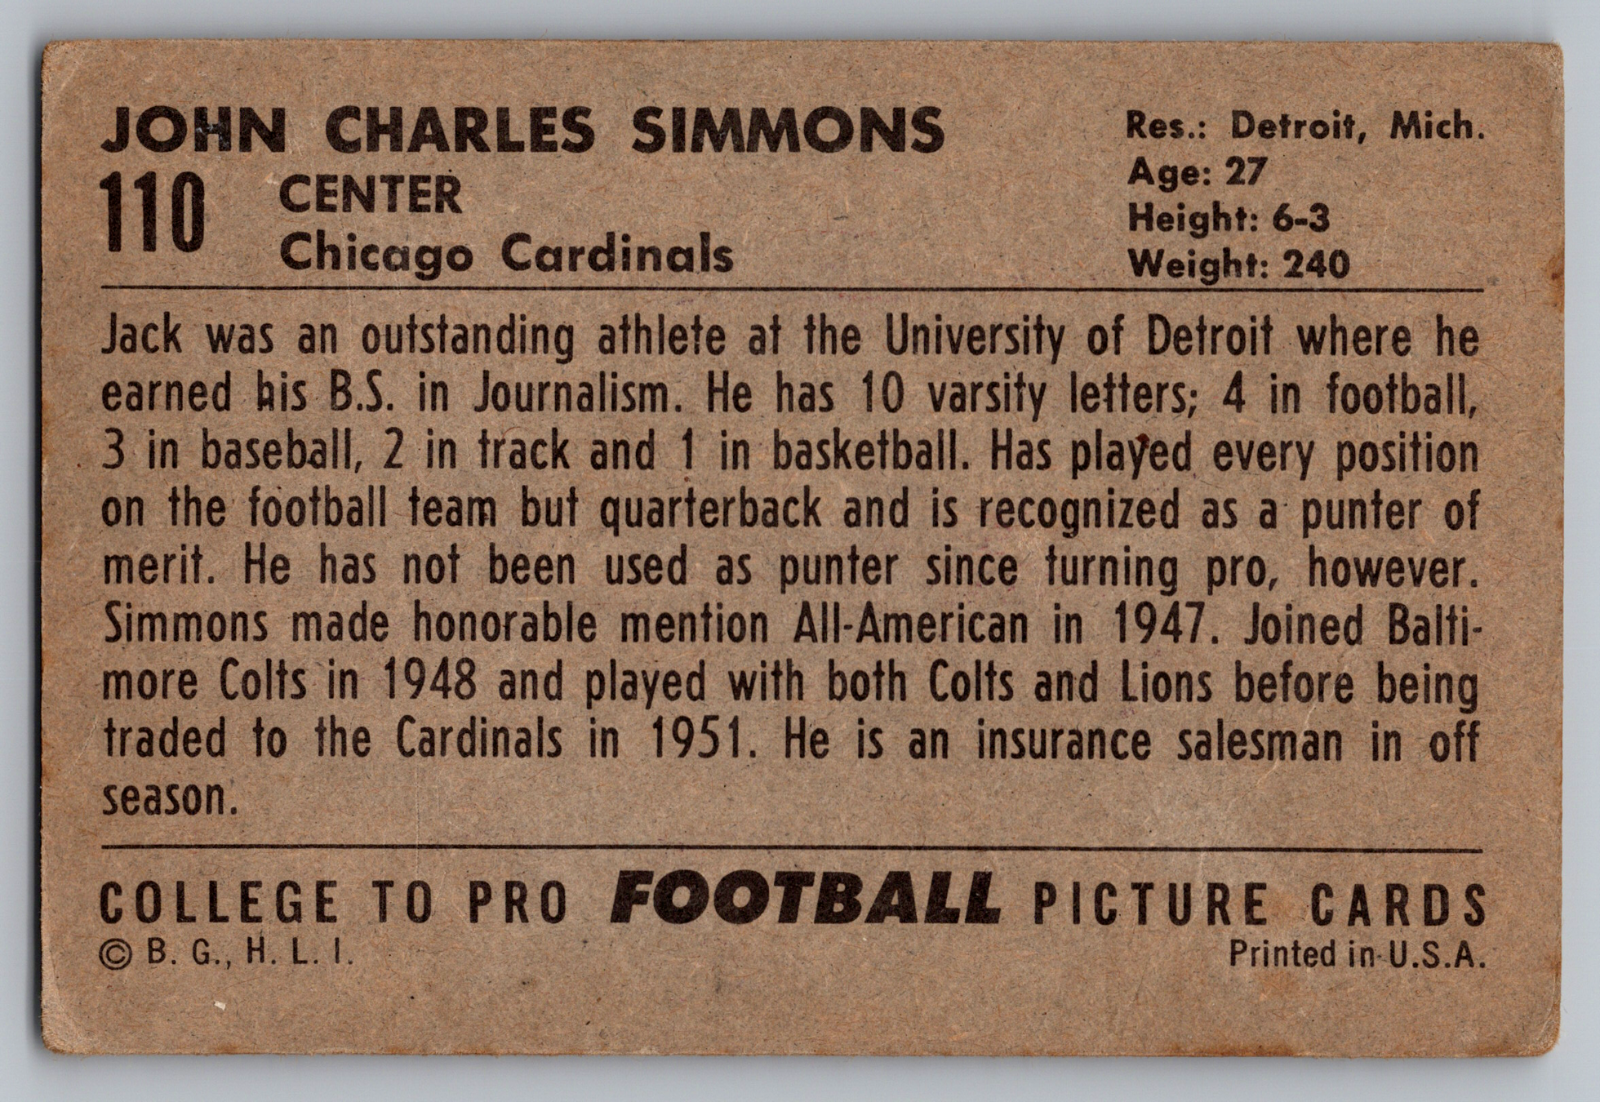 JOHN CHARLES SIMMONS
110 CENTER
Chicago Cardinals
Res.: Detroit, Mich.
Age: 27
Height: 6-3
Weight: 240
Jack was an outstanding athlete at the University of Detroit where he
earned his B.S. in Journalism. He has 10 varsity letters; 4 in football,
3 in baseball, 2 in track and 1 in basketball. Has played every position
on the football team but quarterback and is recognized as a punter of
merit. He has not been used as punter since turning pro, however.
Simmons made honorable mention All-American in 1947. Joined Balti-
more Colts in 1948 and played with both Colts and Lions before being
traded to the Cardinals in 1951. He is an insurance salesman in off
season.
COLLEGE TO PRO FOOTBALL PICTURE CARDS
© B. G., H. L. I.
Printed in U.S.A.